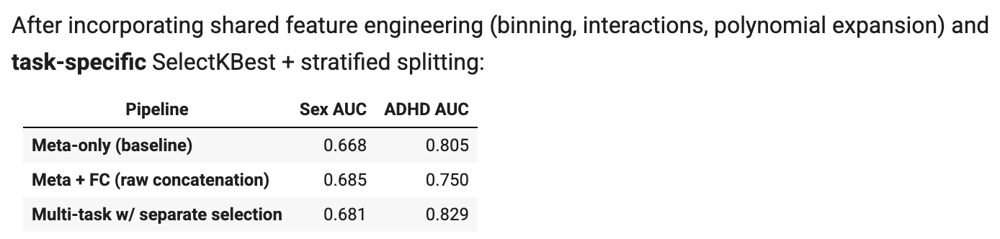 After incorporating shared feature engineering (binning, interactions, polynomial expansion) and
task-specific SelectKBest + stratified splitting:
Pipeline Sex AUC ADHD AUC
Meta-only (baseline) 0.668 0.805
Meta + FC (raw concatenation) 0.685 0.750
Multi-task w/ separate selection 0.681 0.829